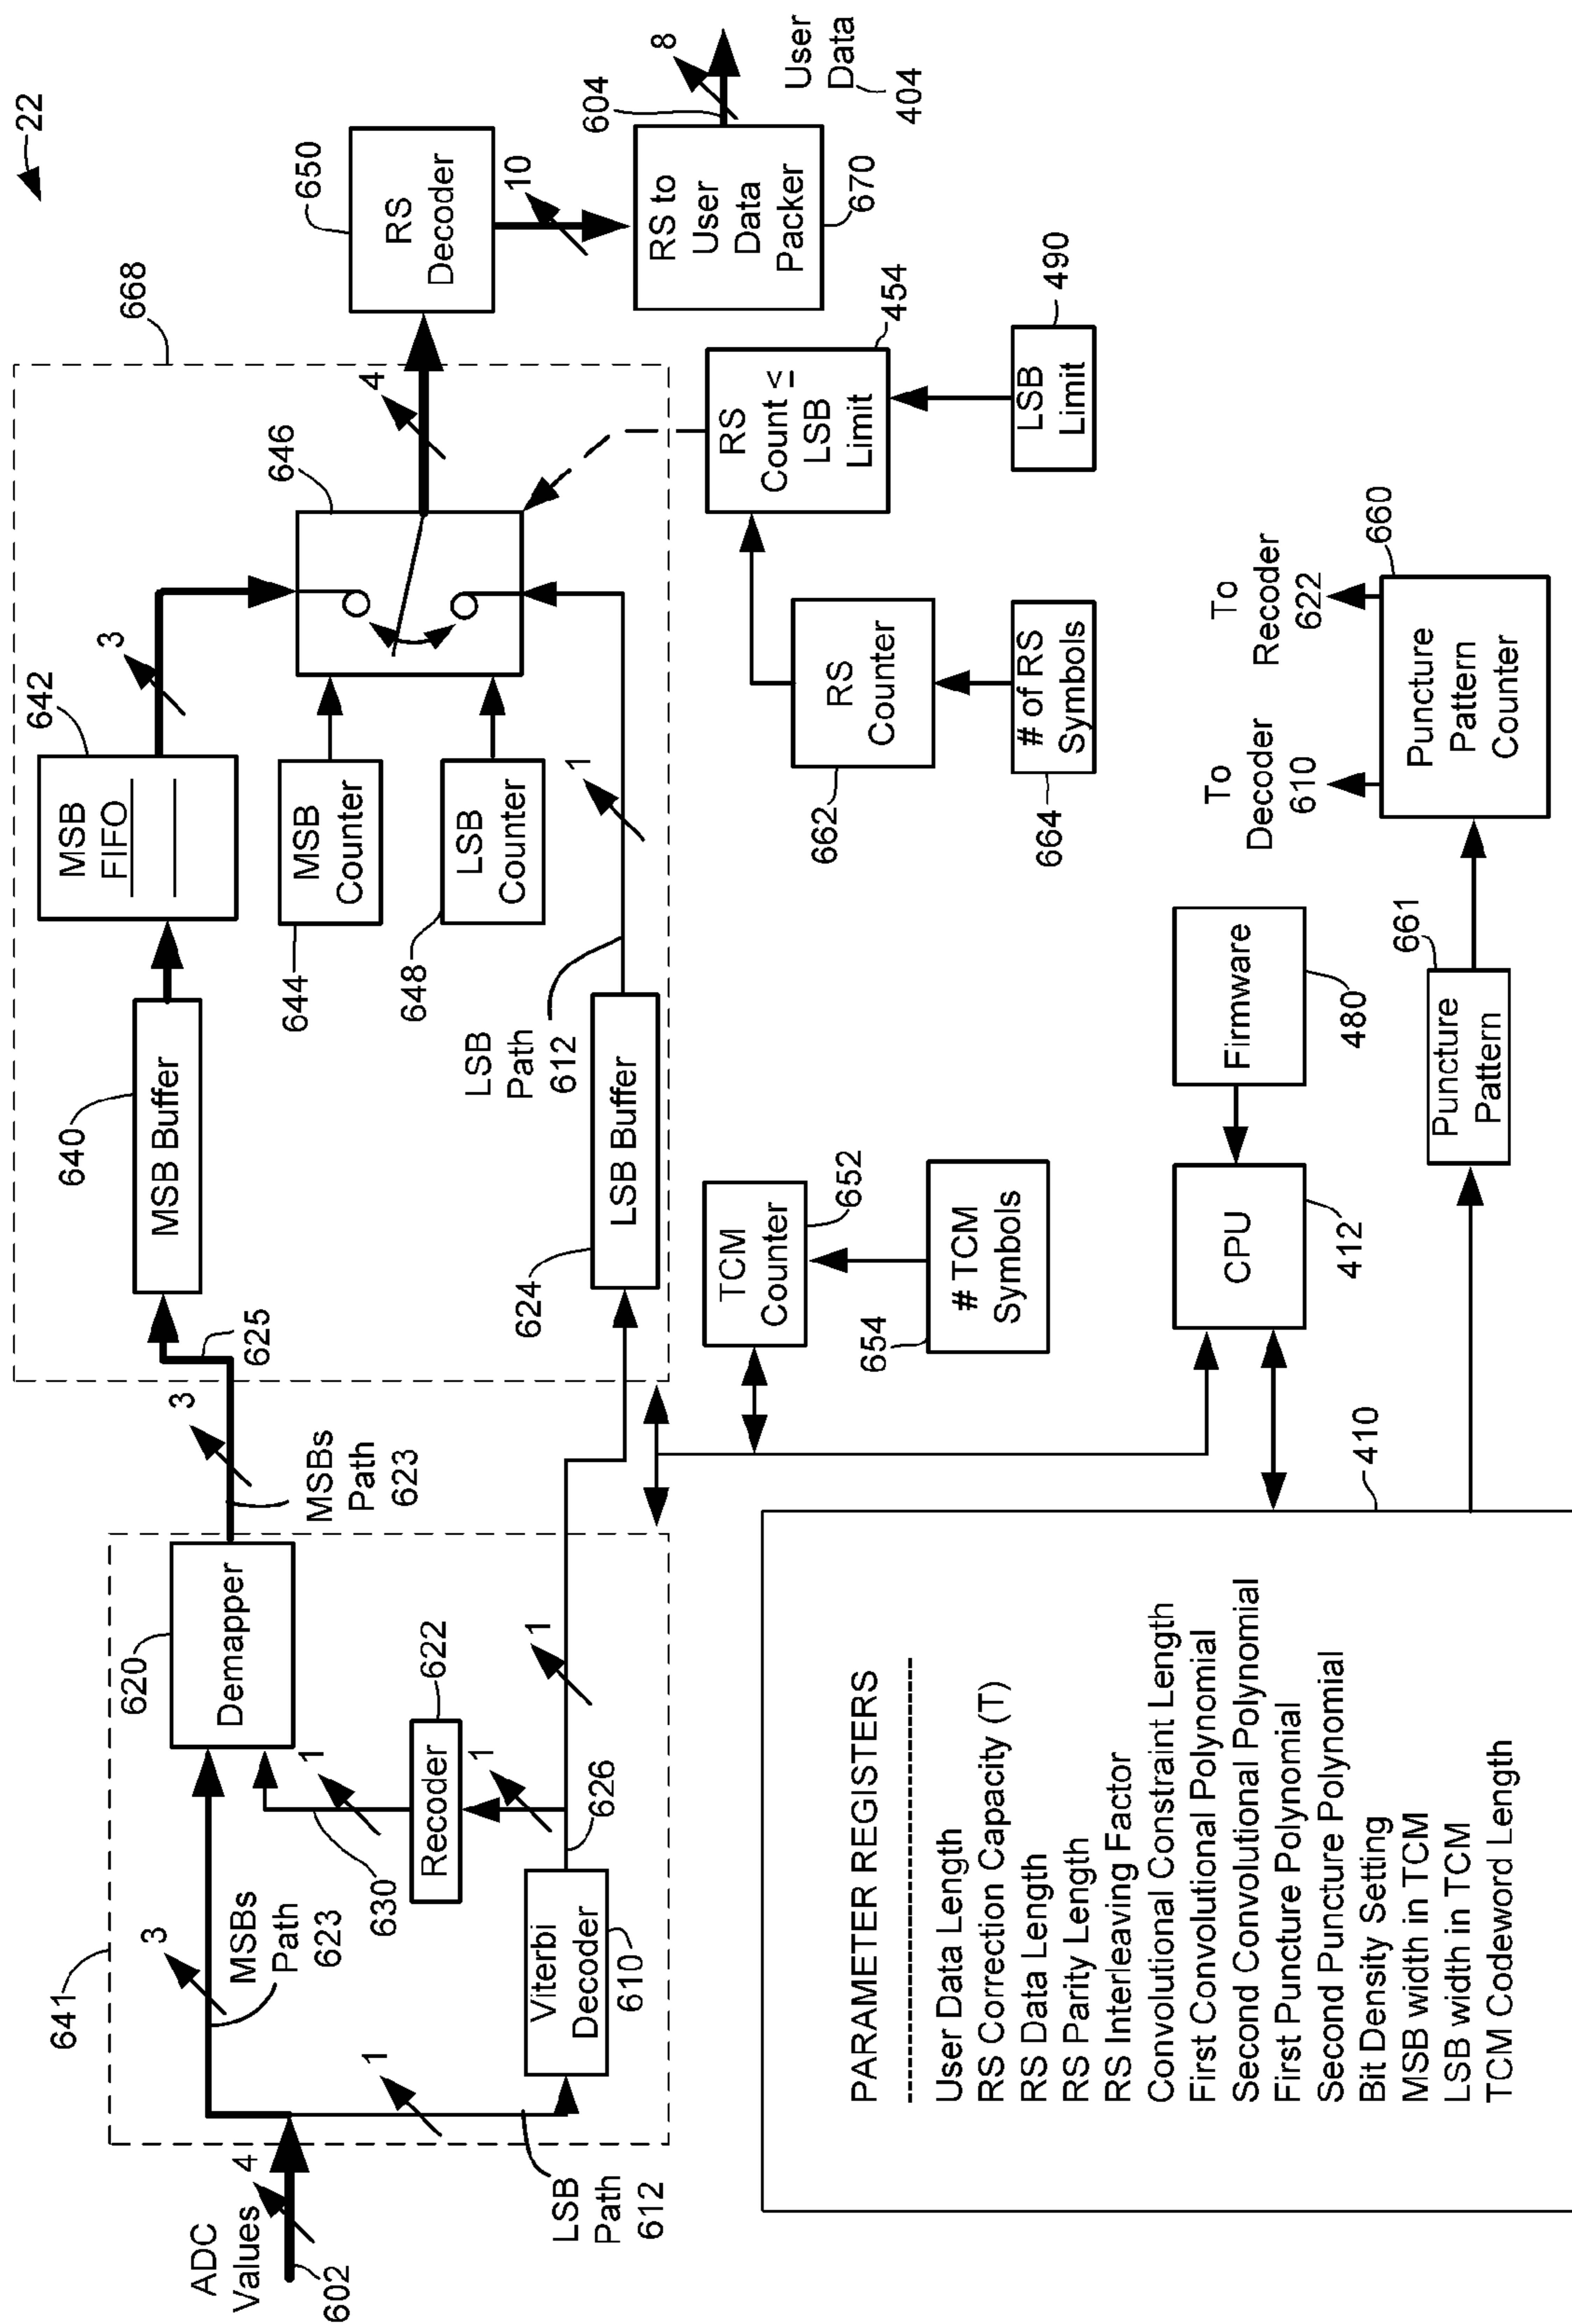 22
ADC
Values
4
602
641
3
MSBs
Path
623
1
LSB
Path
612
Viterbi
Decoder
610
626
1
Recoder
622
630
1
Demapper
620
1
MSBs
Path
623
3
625
668
MSB Buffer
640
MSB
FIFO
642
3
MSB
Counter
644
LSB
Counter
648
646
LSB
Path
612
LSB Buffer
624
1
4
RS
Decoder
650
10
RS to
User
Data
Packer
670
604
8
User
Data
404
RS
Count ≤
LSB
Limit
454
LSB
Limit
490
RS
Counter
662
# of RS
Symbols
664
TCM
Counter
652
# TCM
Symbols
654
CPU
412
Firmware
480
Puncture
Pattern
661
Puncture
Pattern
Counter
660
To
Decoder
610
To
Recoder
622
410
PARAMETER REGISTERS
User Data Length
RS Correction Capacity (T)
RS Data Length
RS Parity Length
RS Interleaving Factor
Convolutional Constraint Length
First Convolutional Polynomial
Second Convolutional Polynomial
First Puncture Polynomial
Second Puncture Polynomial
Bit Density Setting
MSB width in TCM
LSB width in TCM
TCM Codeword Length